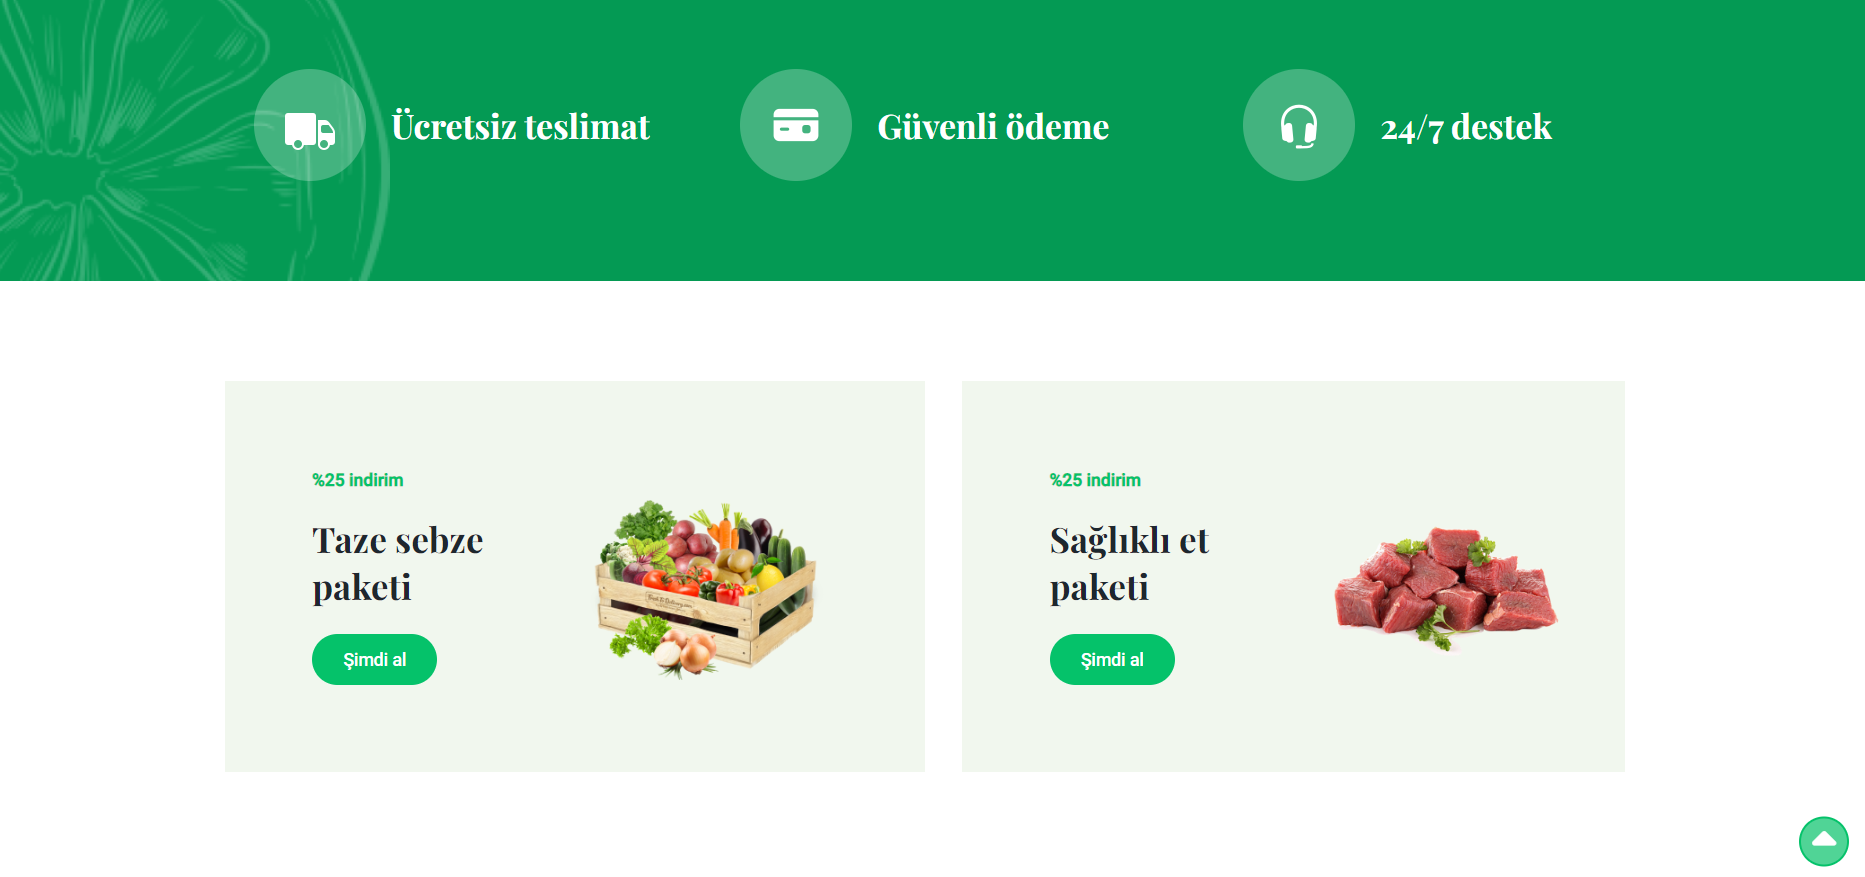 Ücretsiz teslimat
Güvenli ödeme
24/7 destek
%25 indirim
Taze sebze
paketi
Şimdi al
%25 indirim
Sağlıklı et
paketi
Şimdi al